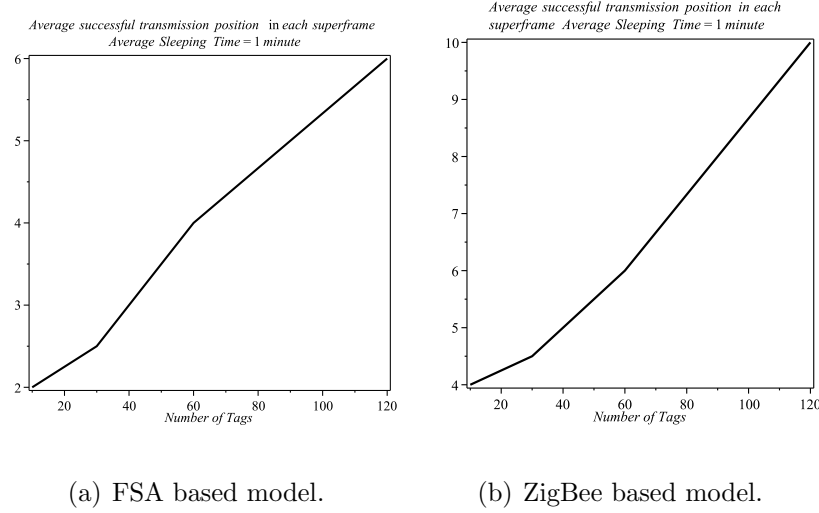 Average successful transmission position in each superframe
Average Sleeping Time = 1 minute
6
5
4
3
2
20 40 60 80 100 120
Number of Tags
(a) FSA based model.
Average successful transmission position in each
superframe Average Sleeping Time = 1 minute
10
9
8
7
6
5
4
20 40 60 80 100 120
Number of Tags
(b) ZigBee based model.